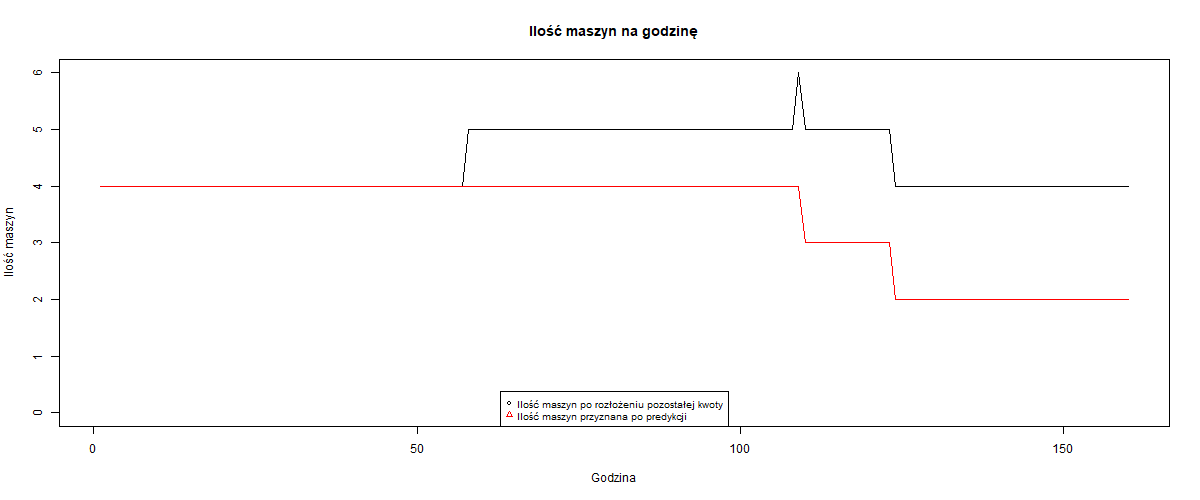 Ilość maszyn na godzinę
Ilość maszyn
6
5
4
3
2
1
0
Ilość maszyn po rozłożeniu pozostałej kwoty
Ilość maszyn przyznana po predykcji
0 50 100 150
Godzina